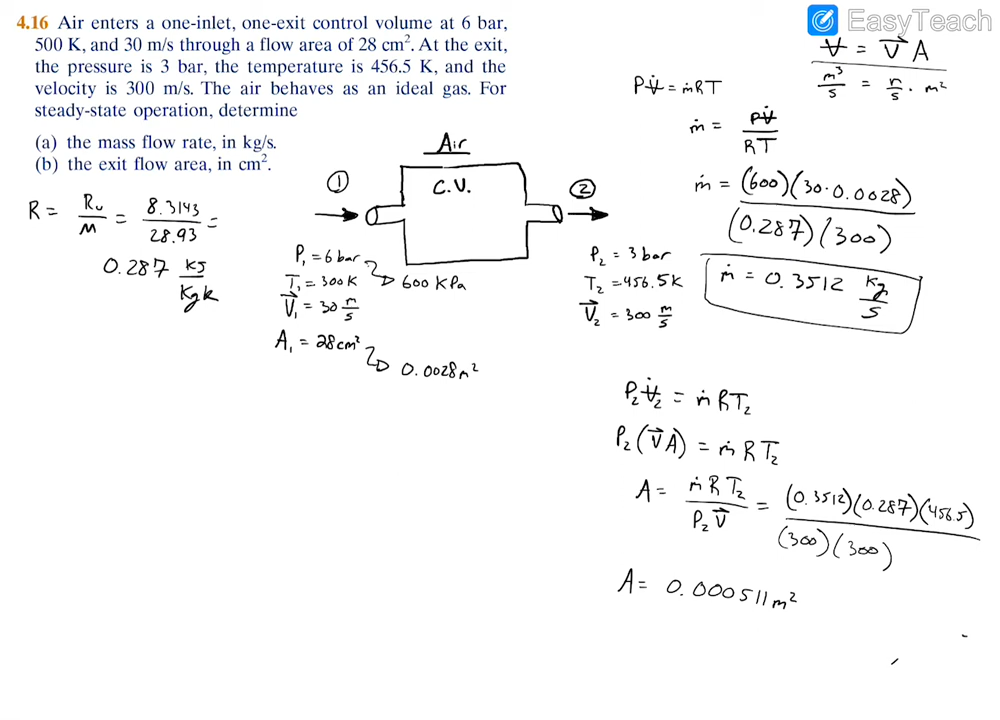 EasyTeach
4.16 Air enters a one-inlet, one-exit control volume at 6 bar,
500 K, and 30 m/s through a flow area of 28 cm². At the exit,
the pressure is 3 bar, the temperature is 456.5 K, and the
velocity is 300 m/s. The air behaves as an ideal gas. For
steady-state operation, determine
(a) the mass flow rate, in kg/s.
(b) the exit flow area, in cm².
R = Ru/M = 8.3143/28.93 =
0.287 kJ/kgK
Air
C.V.
①
②
P₁ = 6 bar
T₁ = 300K
V⃗₁ = 30 m/s
A₁ = 28cm²
600 KPa
0.0028m²
P₂ = 3 bar
T₂ = 456.5K
V⃗₂ = 300 m/s
V̶ = V⃗ A
m³/s = m/s · m²
PV̶̇ = ṁRT
ṁ = PV̶̇/RT
ṁ = (600)(30·0.0028)/(0.287)(300)
ṁ = 0.3512 kg/s
P₂V̶̇₂ = ṁRT₂
P₂(V⃗A) = ṁRT₂
A = ṁRT₂/P₂V⃗ = (0.3512)(0.287)(456.5)/(300)(300)
A = 0.000511m²